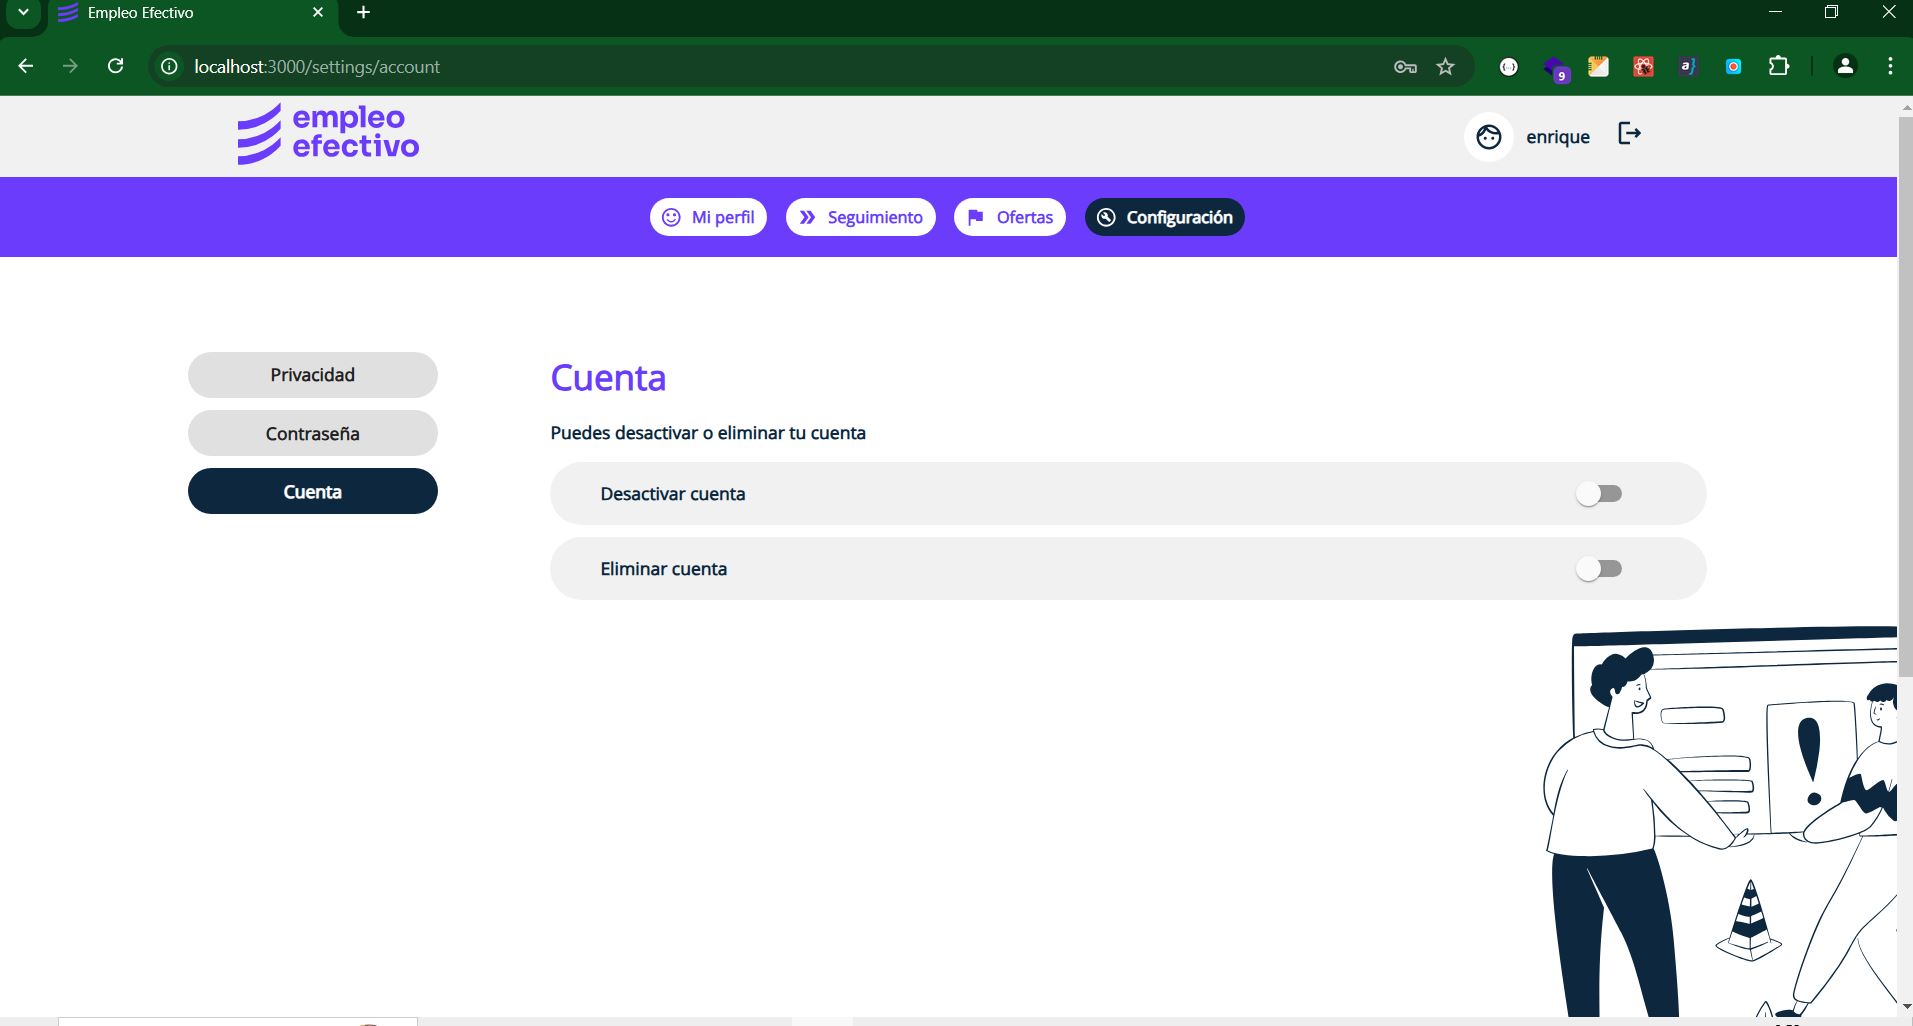 Empleo Efectivo
localhost:3000/settings/account
9
a}
empleo
efectivo
enrique
Mi perfil
Seguimiento
Ofertas
Configuración
Privacidad
Contraseña
Cuenta
Cuenta
Puedes desactivar o eliminar tu cuenta
Desactivar cuenta
Eliminar cuenta
!